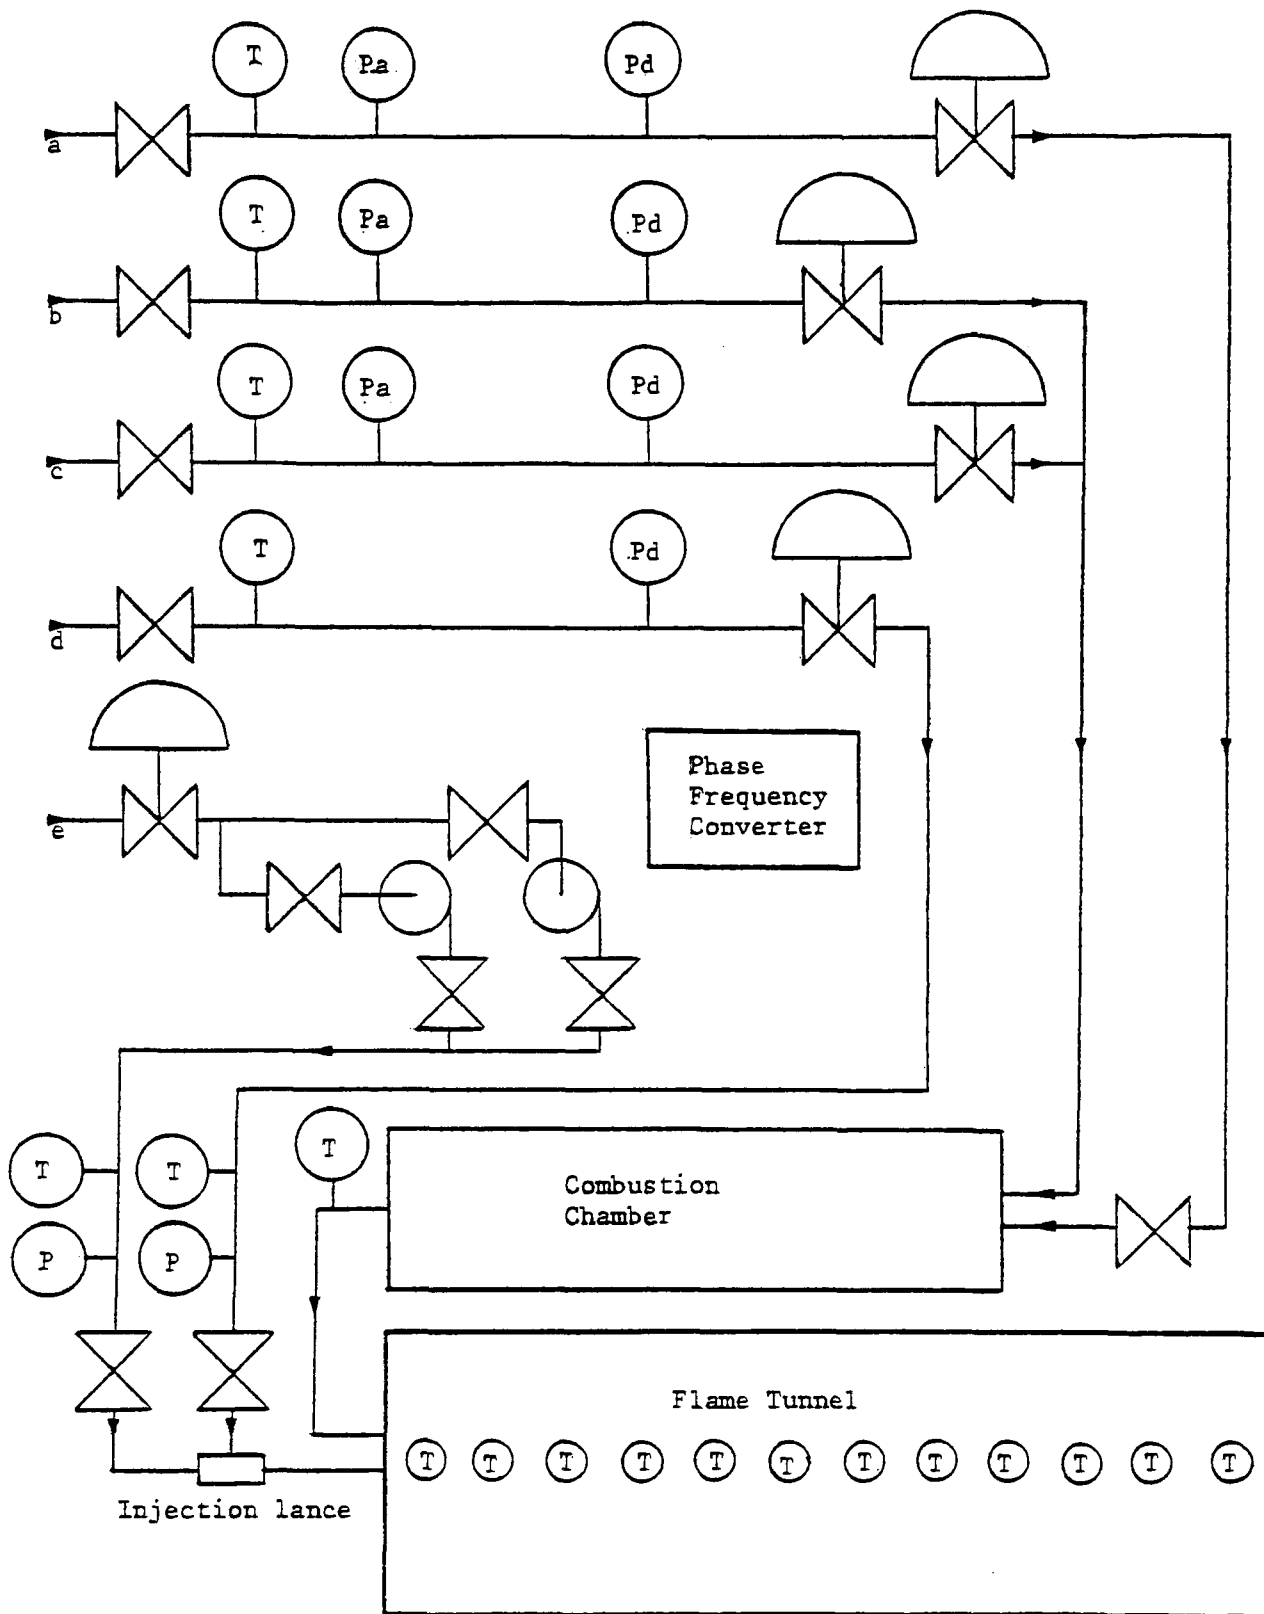 T Pa Pd
a
T Pa Pd
b
T Pa Pd
c
T Pd
d
Phase
Frequency
Converter
e
T T T
Combustion
Chamber
P P
Flame Tunnel
T T T T T T T T T T T T
Injection lance